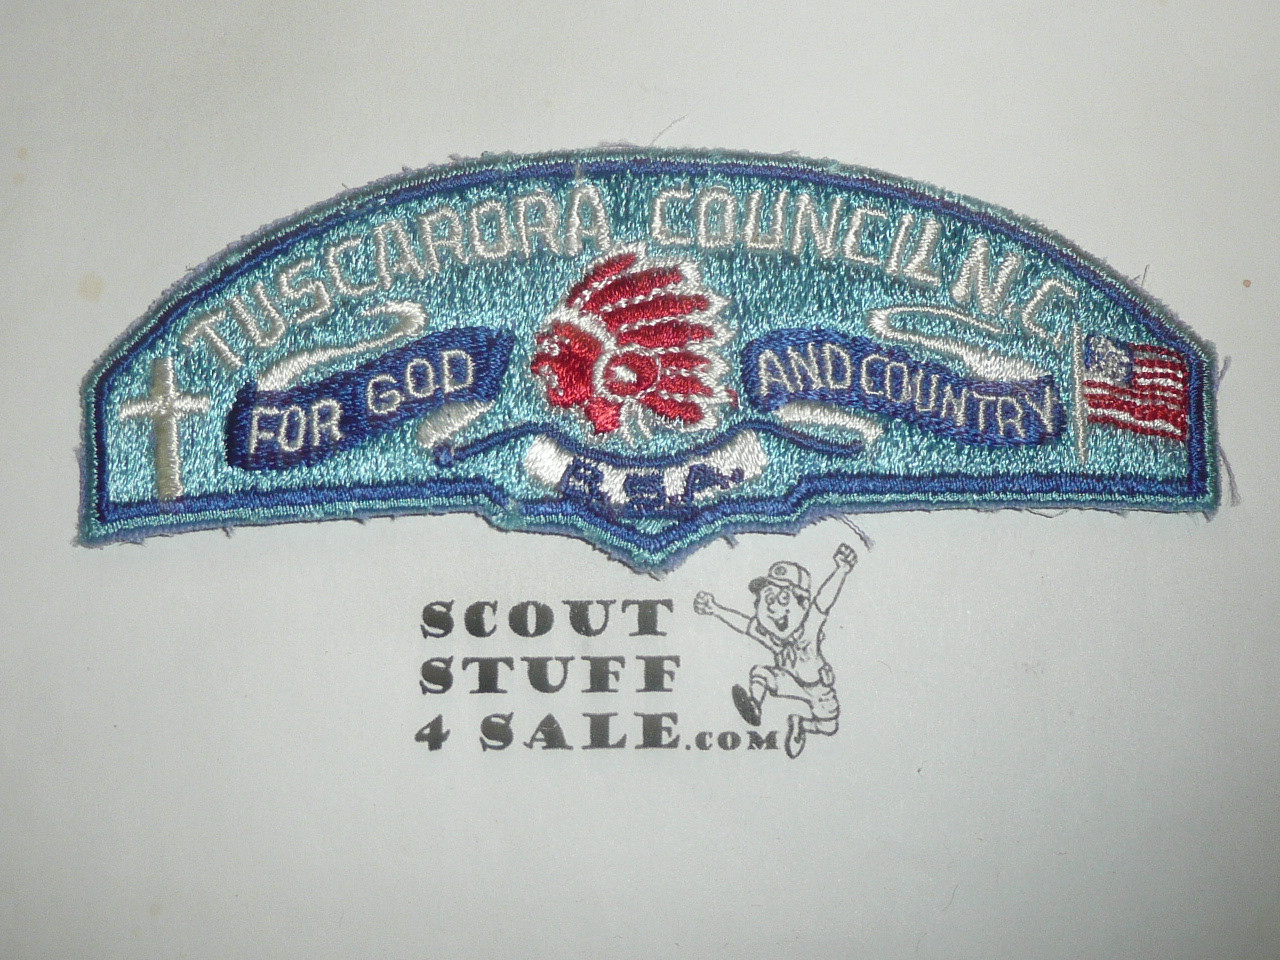 TUSCARORA COUNCIL N.C.
FOR GOD AND COUNTRY
B.S.A.
SCOUT
STUFF
4 SALE.COM